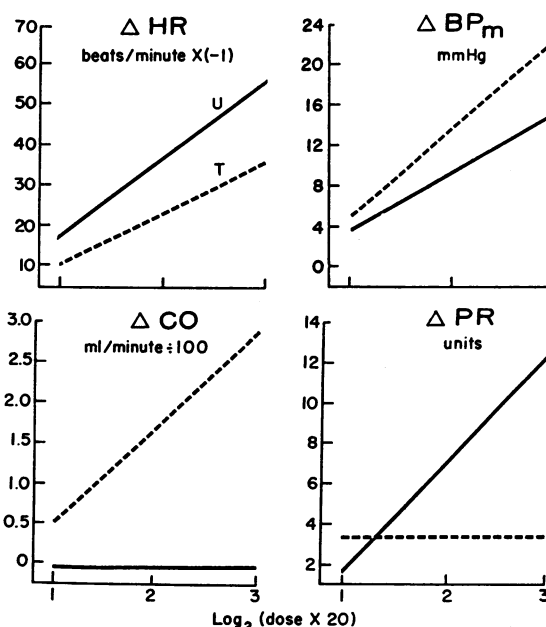 Δ HR
beats/minute X(-1)
70
60
50
40
30
20
10
U
T
Δ BPm
mmHg
24
20
16
12
8
4
0
Δ CO
ml/minute ÷100
3.0
2.5
2.0
1.5
1.0
0.5
0
1 2 3
Δ PR
units
14
12
10
8
6
4
2
1 2 3
Log (dose X 20)